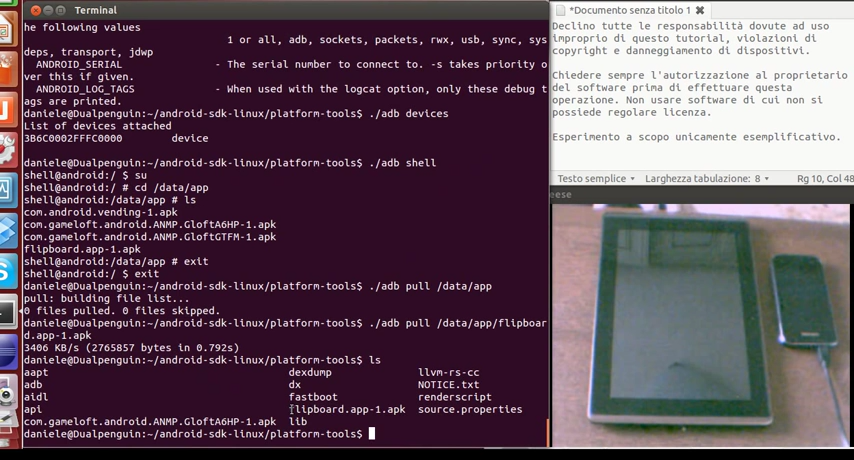 Terminal
he following values
1 or all, adb, sockets, packets, rwx, usb, sync, sys
deps, transport, jdwp
ANDROID_SERIAL - The serial number to connect to. -s takes priority o
ver this if given.
ANDROID_LOG_TAGS - When used with the logcat option, only these debug t
ags are printed.
daniele@Dualpenguin:~/android-sdk-linux/platform-tools$ ./adb devices
List of devices attached
3B6C0002FFFC0000 device
daniele@Dualpenguin:~/android-sdk-linux/platform-tools$ ./adb shell
shell@android:/ $ su
shell@android:/ # cd /data/app
shell@android:/data/app # ls
com.android.vending-1.apk
com.gameloft.android.ANMP.GloftA6HP-1.apk
com.gameloft.android.ANMP.GloftGTFM-1.apk
flipboard.app-1.apk
shell@android:/data/app # exit
shell@android:/ $ exit
daniele@Dualpenguin:~/android-sdk-linux/platform-tools$ ./adb pull /data/app
pull: building file list...
0 files pulled. 0 files skipped.
daniele@Dualpenguin:~/android-sdk-linux/platform-tools$ ./adb pull /data/app/flipboar
d.app-1.apk
3406 KB/s (2765857 bytes in 0.792s)
daniele@Dualpenguin:~/android-sdk-linux/platform-tools$ ls
aapt dexdump llvm-rs-cc
adb dx NOTICE.txt
aidl fastboot renderscript
api flipboard.app-1.apk source.properties
com.gameloft.android.ANMP.GloftA6HP-1.apk lib
daniele@Dualpenguin:~/android-sdk-linux/platform-tools$
*Documento senza titolo 1
Declino tutte le responsabilità dovute ad uso
improprio di questo tutorial, violazioni di
copyright e danneggiamento di dispositivi.
Chiedere sempre l'autorizzazione al proprietario
del software prima di effettuare questa
operazione. Non usare software di cui non si
possiede regolare licenza.
Esperimento a scopo unicamente esemplificativo.
Testo semplice Larghezza tabulazione: 8 Rg 10, Col 48
eese